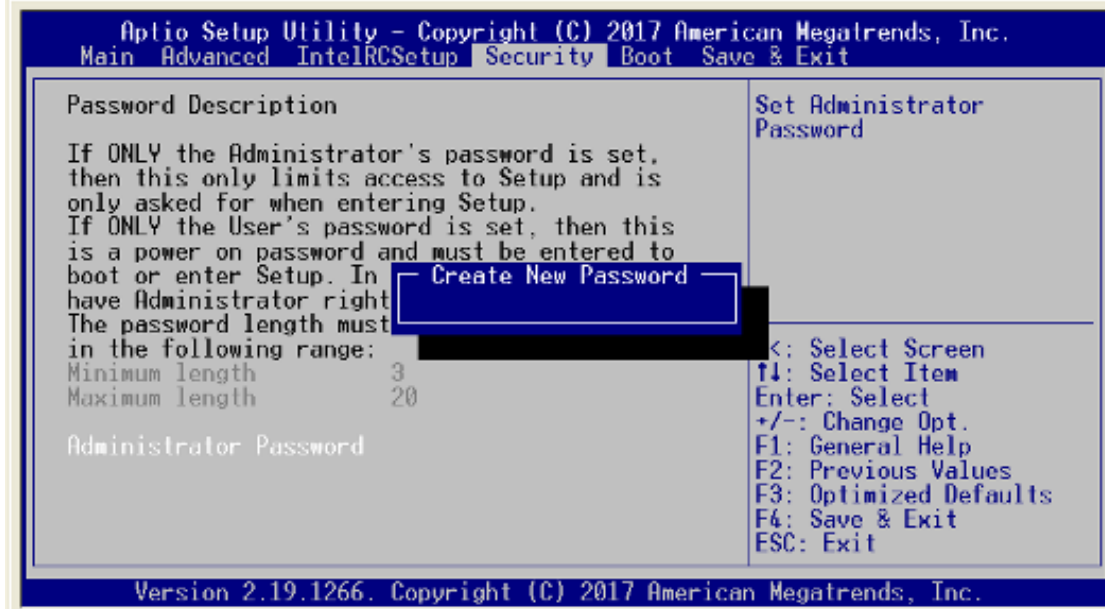 Aptio Setup Utility - Copyright (C) 2017 American Megatrends, Inc.
Main Advanced IntelRCSetup Security Boot Save & Exit
Password Description
If ONLY the Administrator's password is set,
then this only limits access to Setup and is
only asked for when entering Setup.
If ONLY the User's password is set, then this
is a power on password and must be entered to
boot or enter Setup. In
have Administrator right
The password length must
in the following range:
Minimum length 3
Maximum length 20
Administrator Password
Create New Password
Set Administrator
Password
<: Select Screen
↑↓: Select Item
Enter: Select
+/-: Change Opt.
F1: General Help
F2: Previous Values
F3: Optimized Defaults
F4: Save & Exit
ESC: Exit
Version 2.19.1266. Copyright (C) 2017 American Megatrends, Inc.